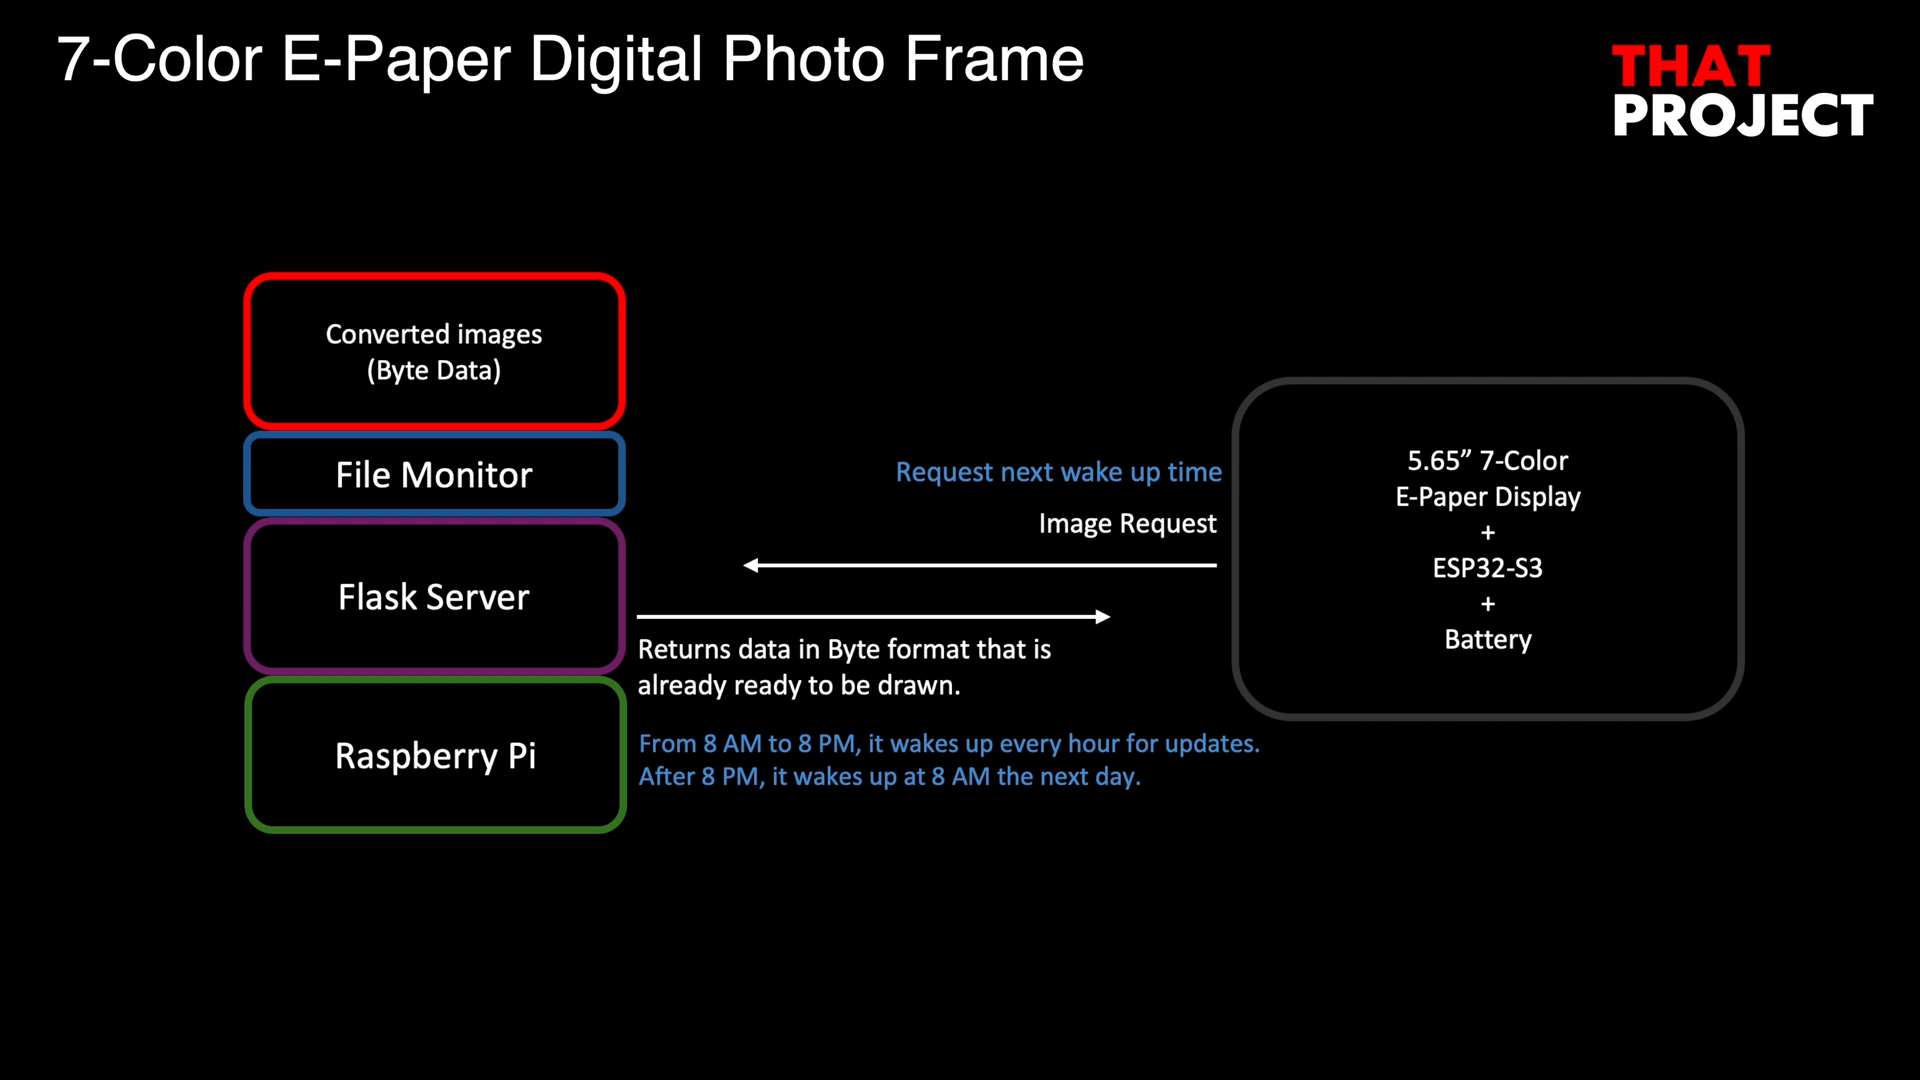 7-Color E-Paper Digital Photo Frame
THAT
PROJECT
Converted images
(Byte Data)
File Monitor
Flask Server
Raspberry Pi
Request next wake up time
Image Request
Returns data in Byte format that is
already ready to be drawn.
From 8 AM to 8 PM, it wakes up every hour for updates.
After 8 PM, it wakes up at 8 AM the next day.
5.65” 7-Color
E-Paper Display
+
ESP32-S3
+
Battery